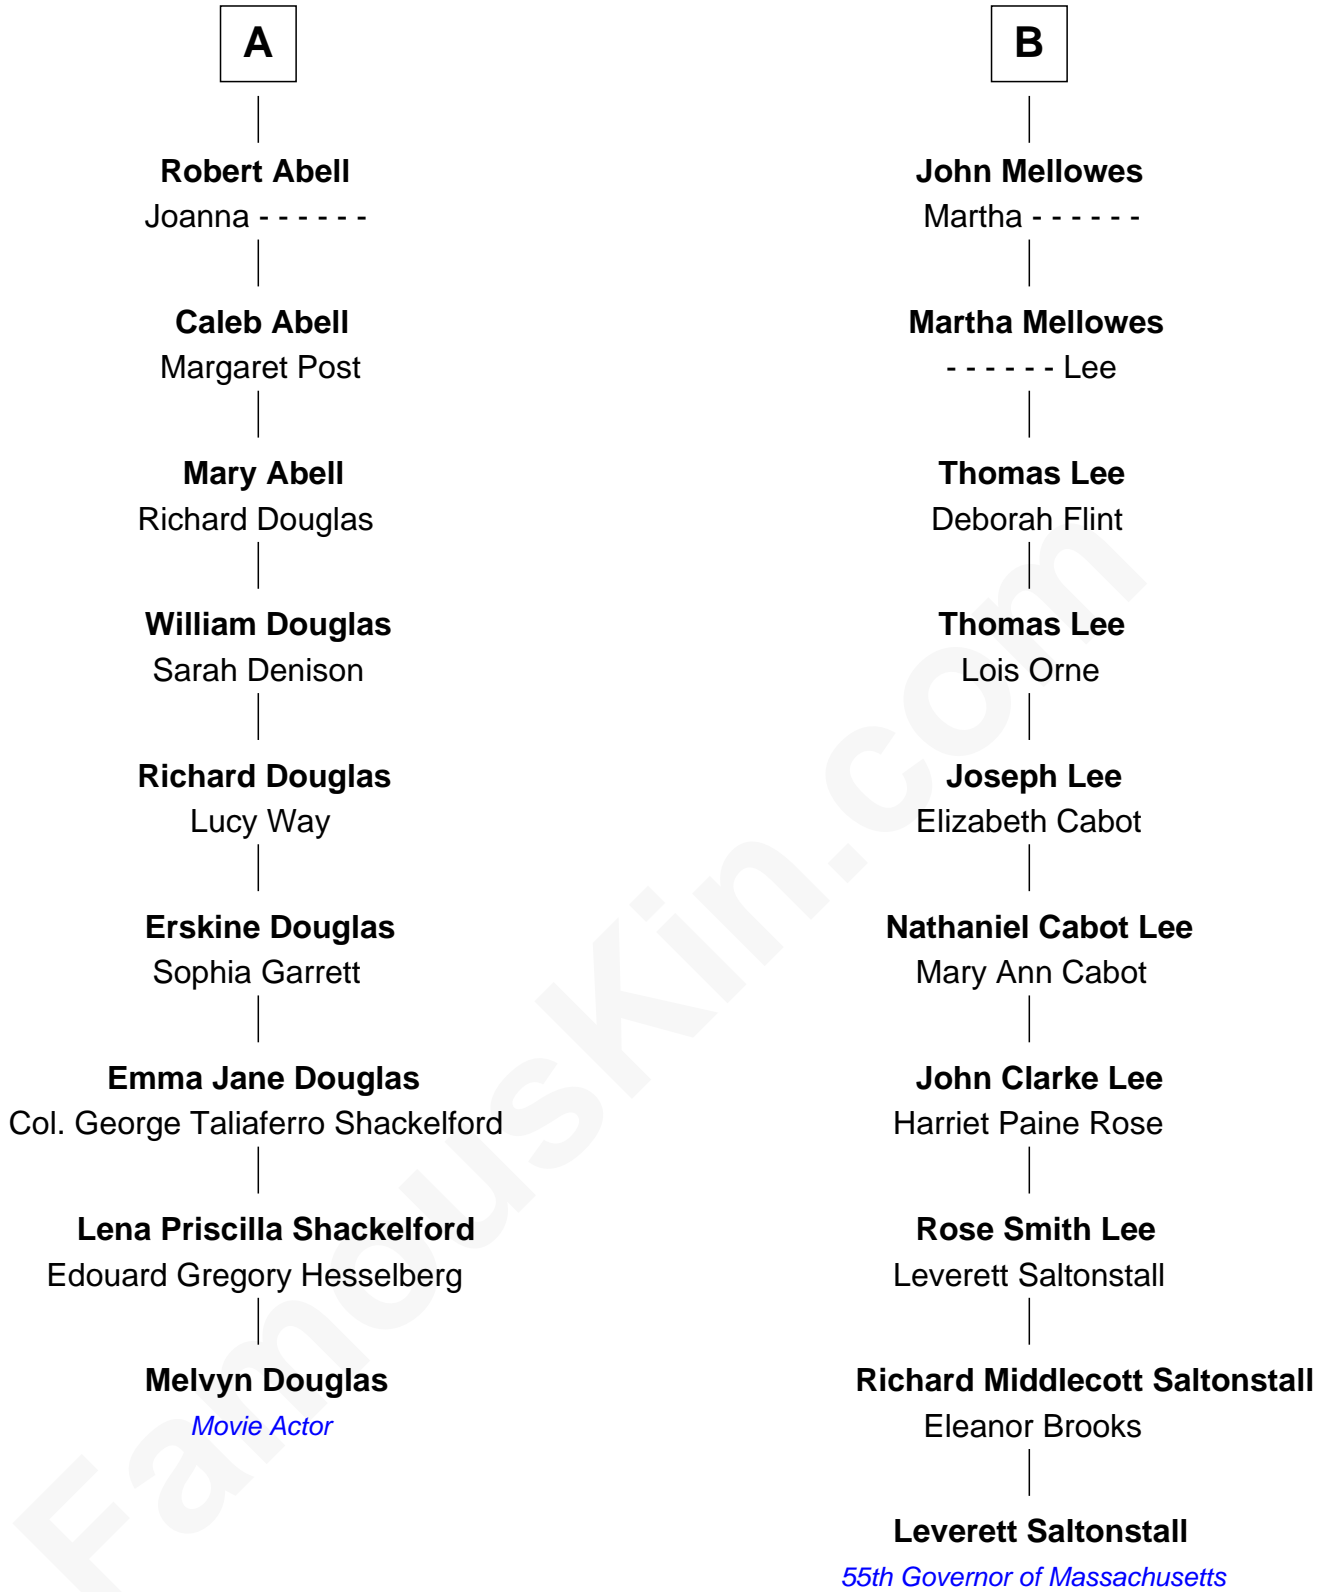 A
Robert Abell
Joanna - - - - - -
Caleb Abell
Margaret Post
Mary Abell
Richard Douglas
William Douglas
Sarah Denison
Richard Douglas
Lucy Way
Erskine Douglas
Sophia Garrett
Emma Jane Douglas
Col. George Taliaferro Shackelford
Lena Priscilla Shackelford
Edouard Gregory Hesselberg
Melvyn Douglas
Movie Actor
B
John Mellowes
Martha - - - - - -
Martha Mellowes
- - - - - - Lee
Thomas Lee
Deborah Flint
Thomas Lee
Lois Orne
Joseph Lee
Elizabeth Cabot
Nathaniel Cabot Lee
Mary Ann Cabot
John Clarke Lee
Harriet Paine Rose
Rose Smith Lee
Leverett Saltonstall
Richard Middlecott Saltonstall
Eleanor Brooks
Leverett Saltonstall
55th Governor of Massachusetts
FamousKin.com